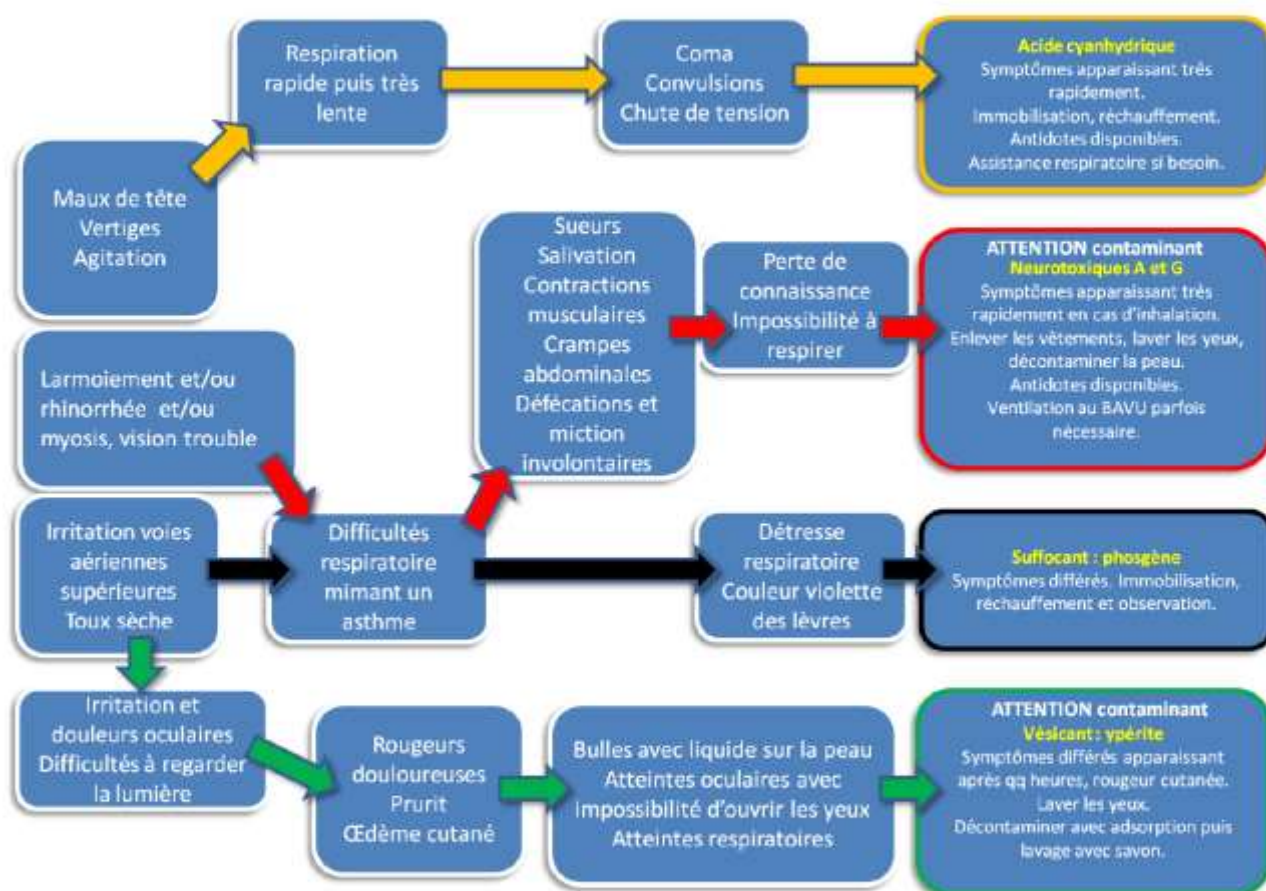 Respiration
rapide puis très
lente
Coma
Convulsions
Chute de tension
Acide cyanhydrique
Symptômes apparaissant très
rapidement.
Immobilisation, réchauffement.
Antidotes disponibles.
Assistance respiratoire si besoin.
Maux de tête
Vertiges
Agitation
Sueurs
Salivation
Contractions
musculaires
Crampes
abdominales
Défécations et
miction
involontaires
Perte de
connaissance
Impossibilité à
respirer
ATTENTION contaminant
Neurotoxiques A et G
Symptômes apparaissant très
rapidement en cas d'inhalation.
Enlever les vêtements, laver les yeux,
décontaminer la peau.
Antidotes disponibles.
Ventilation au BAVU parfois
nécessaire.
Larmoiement et/ou
rhinorrhée et/ou
myosis, vision trouble
Irritation voies
aériennes
supérieures
Toux sèche
Difficultés
respiratoire
mimant un
asthme
Détresse
respiratoire
Couleur violette
des lèvres
Suffocant : phosgène
Symptômes différés. Immobilisation,
réchauffement et observation.
Irritation et
douleurs oculaires
Difficultés à regarder
la lumière
Rougeurs
douloureuses
Prurit
Œdème cutané
Bulles avec liquide sur la peau
Atteintes oculaires avec
impossibilité d'ouvrir les yeux
Atteintes respiratoires
ATTENTION contaminant
Vésicant : ypérite
Symptômes différés apparaissant
après qq heures, rougeur cutanée.
Laver les yeux.
Décontaminer avec adsorption puis
lavage avec savon.